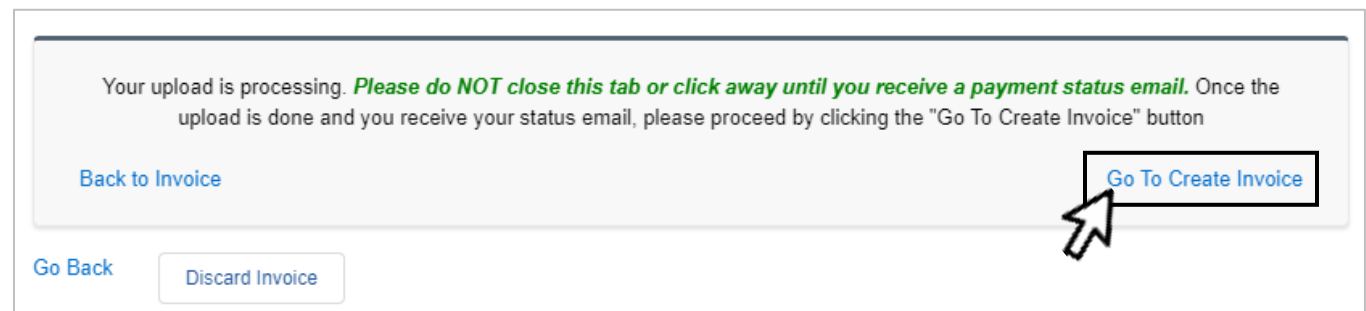 Your upload is processing. Please do NOT close this tab or click away until you receive a payment status email. Once the
upload is done and you receive your status email, please proceed by clicking the "Go To Create Invoice" button
Back to Invoice
Go To Create Invoice
Go Back
Discard Invoice